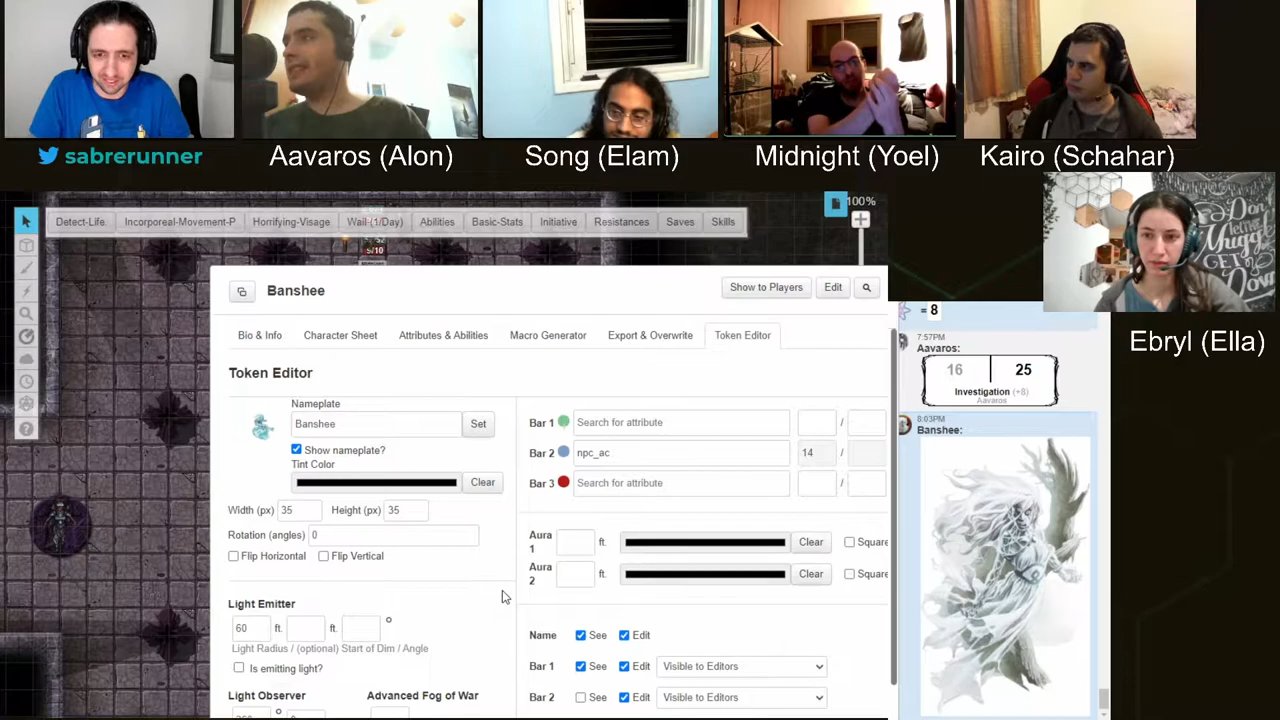 sabrerunner
Aavaros (Alon)
Song (Elam)
Midnight (Yoel)
Kairo (Schahar)
Don
let the
Muggl
GET
Dow
Ebryl (Ella)
100%
Detect-Life.
Incorporeal-Movement-P
Horrifying-Visage
Wail-(1/Day)
Abilities
Basic-Stats
Initiative
Resistances
Saves
Skills
Banshee
Show to Players
Edit
Bio & Info
Character Sheet
Attributes & Abilities
Macro Generator
Export & Overwrite
Token Editor
Token Editor
Nameplate
Banshee
Set
Show nameplate?
Tint Color
Clear
Width (px) 35 Height (px) 35
Rotation (angles) 0
Flip Horizontal Flip Vertical
Light Emitter
60 ft. ft. °
Light Radius / (optional) Start of Dim / Angle
Is emitting light?
Light Observer
Advanced Fog of War
Bar 1 Search for attribute /
Bar 2 npc_ac 14 /
Bar 3 Search for attribute /
Aura 1 ft. Clear Square
Aura 2 ft. Clear Square
Name See Edit
Bar 1 See Edit Visible to Editors
Bar 2 See Edit Visible to Editors
= 8
7:57PM
Aavaros:
16 25
Investigation (+8)
Aavaros
8:03PM
Banshee: